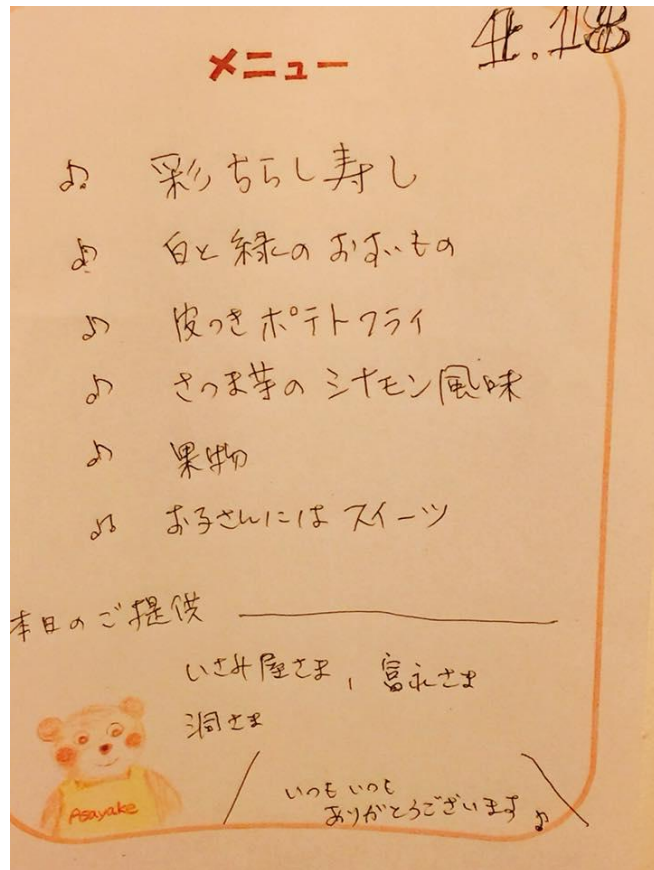 4.18
メニュー
♪ 彩ちらし寿し
♪ 白と緑のおすいもの
♪ 皮つきポテトフライ
♪ さつま芋のシナモン風味
♪ 果物
♫ お子さんにはスイーツ
本日のご提供
いさみ屋さま、富永さま
洞さま
いつもいつも
ありがとうございます♪
Asayake